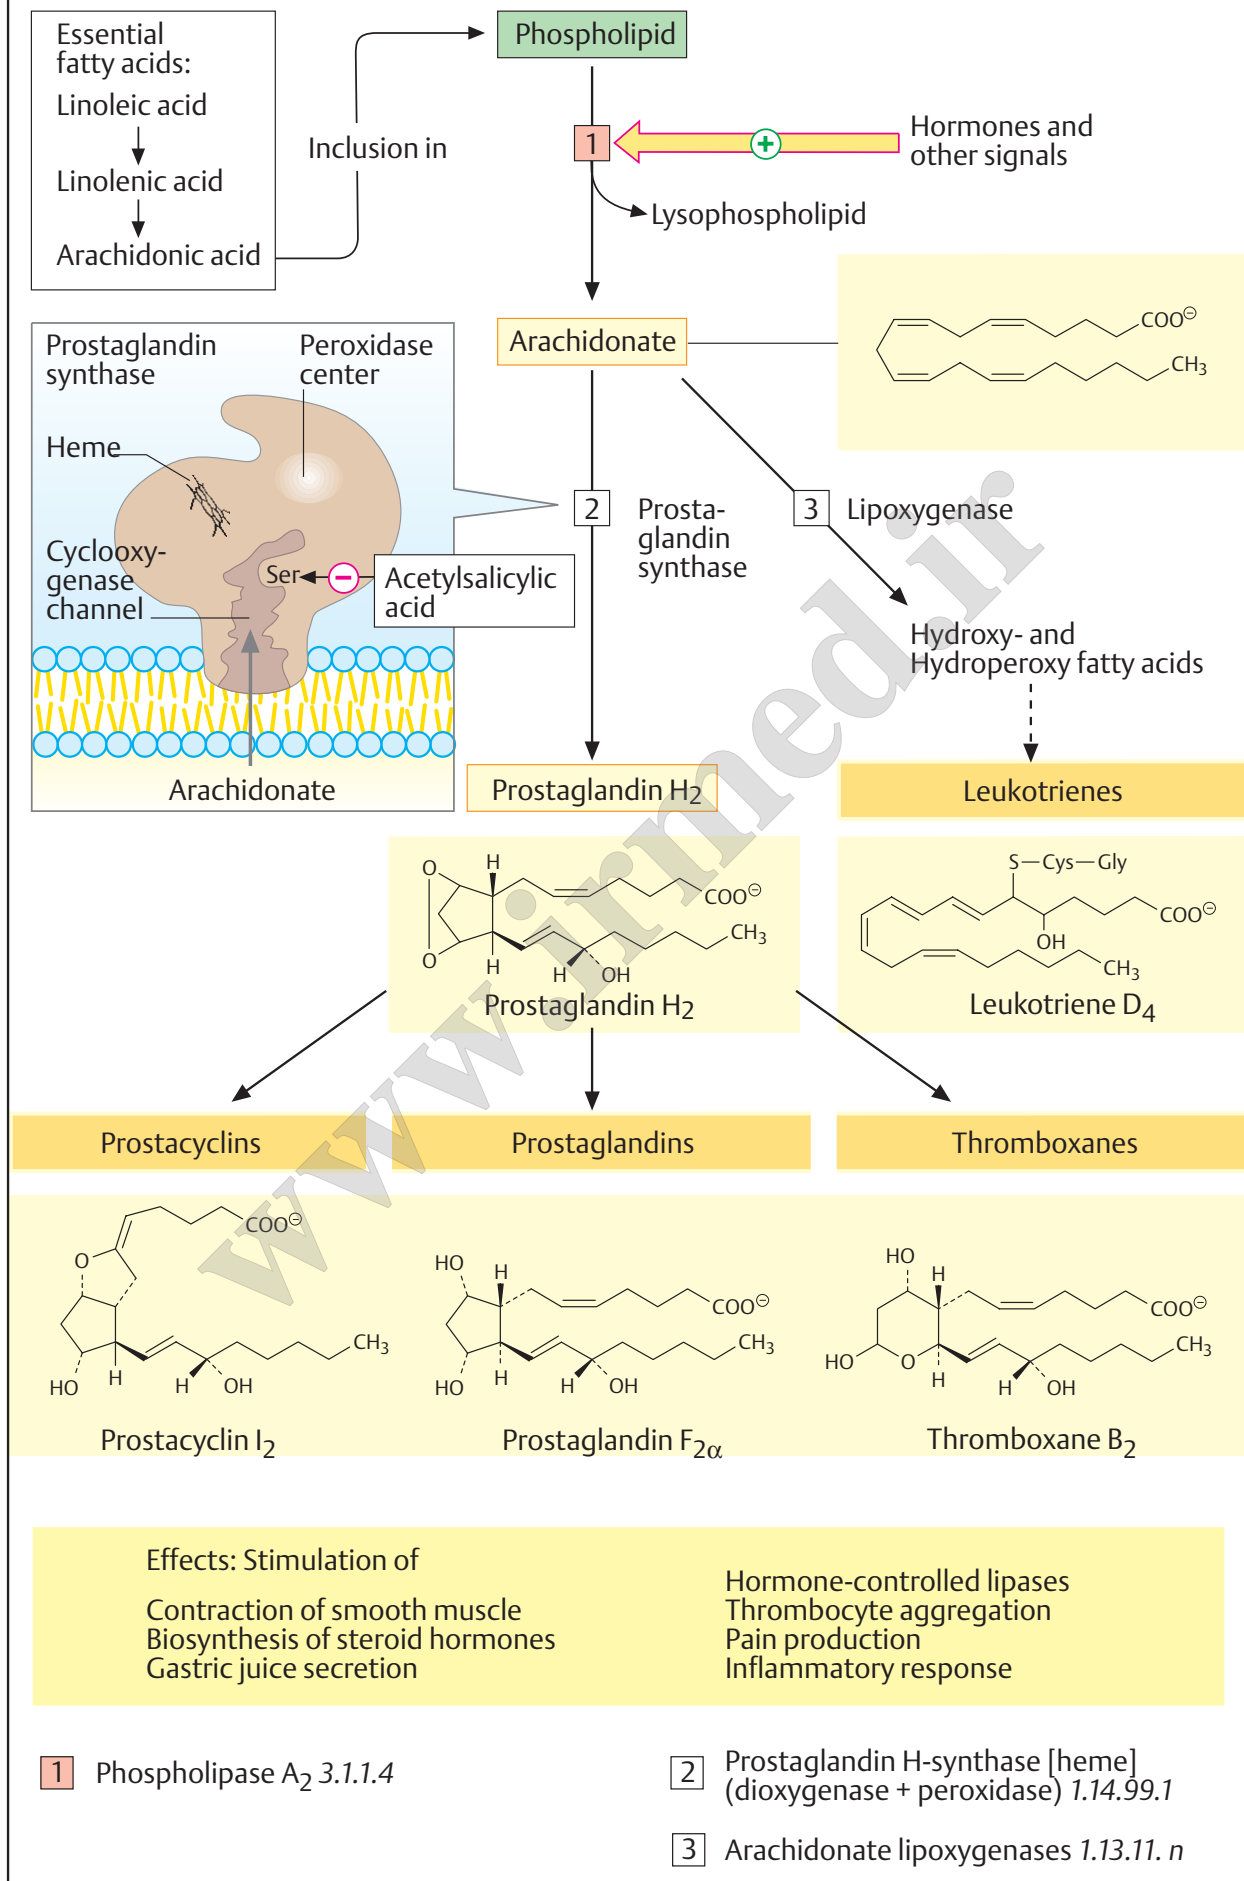 Essential
fatty acids:
Linoleic acid
Linolenic acid
Arachidonic acid
Inclusion in
Phospholipid
1
+
Hormones and
other signals
Lysophospholipid
Arachidonate
COO⊖
CH3
Prostaglandin
synthase
Peroxidase
center
Heme
Cyclooxy-
genase
channel
Ser
−
Acetylsalicylic
acid
Arachidonate
2
Prosta-
glandin
synthase
3
Lipoxygenase
Hydroxy- and
Hydroperoxy fatty acids
Prostaglandin H2
Leukotrienes
O
O
H
H
COO⊖
CH3
H
OH
Prostaglandin H2
S–Cys–Gly
COO⊖
OH
CH3
Leukotriene D4
Prostacyclins
Prostaglandins
Thromboxanes
COO⊖
O
CH3
HO
H
H
OH
Prostacyclin I2
HO
H
COO⊖
CH3
HO
H
H
OH
Prostaglandin F2α
HO
H
COO⊖
CH3
HO
O
H
H
OH
Thromboxane B2
Effects: Stimulation of
Contraction of smooth muscle
Biosynthesis of steroid hormones
Gastric juice secretion
Hormone-controlled lipases
Thrombocyte aggregation
Pain production
Inflammatory response
1 Phospholipase A2 3.1.1.4
2 Prostaglandin H-synthase [heme]
(dioxygenase + peroxidase) 1.14.99.1
3 Arachidonate lipoxygenases 1.13.11. n
www.irmed.ir